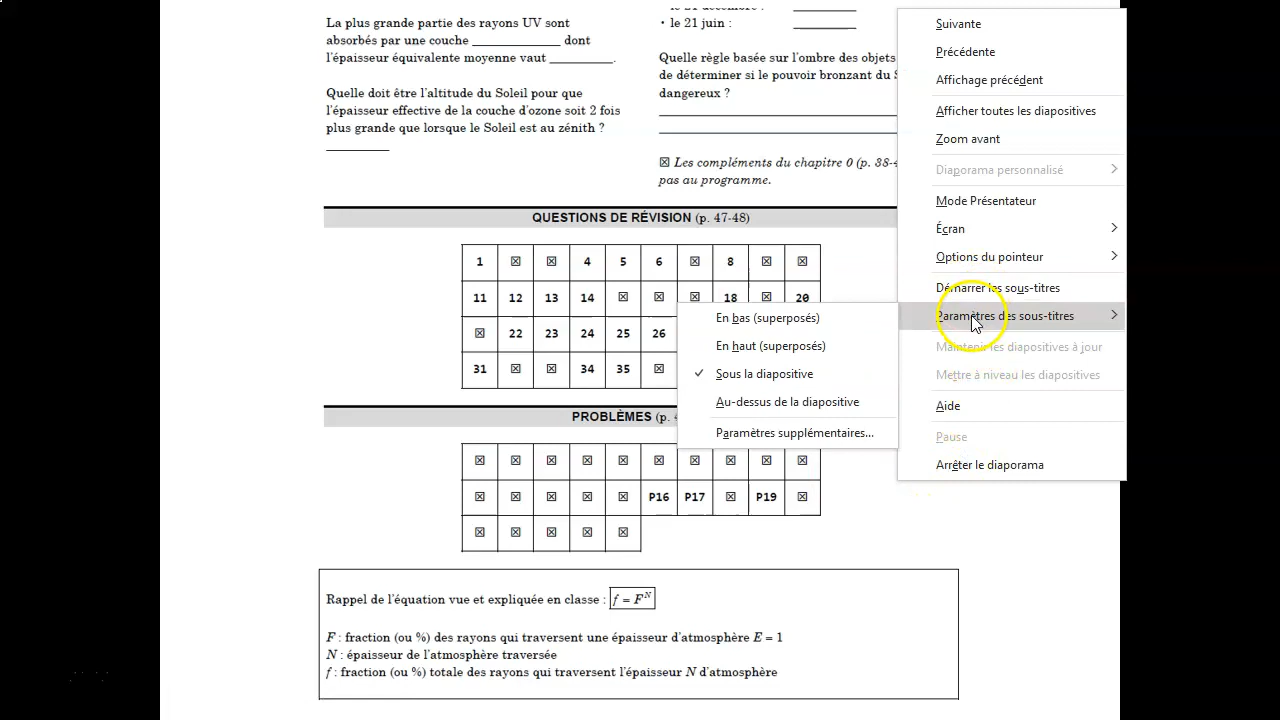 La plus grande partie des rayons UV sont
absorbés par une couche ____________ dont
l'épaisseur équivalente moyenne vaut _________.
Quelle doit être l'altitude du Soleil pour que
l'épaisseur effective de la couche d'ozone soit 2 fois
plus grande que lorsque le Soleil est au zénith ?
_________
• le 21 juin : _________
Quelle règle basée sur l'ombre des objets
de déterminer si le pouvoir bronzant du S
dangereux ?
☒ Les compléments du chapitre 0 (p. 38-4
pas au programme.
QUESTIONS DE RÉVISION (p. 47-48)
1 ☒ ☒ 4 5 6 ☒ 8 ☒ ☒
11 12 13 14 ☒ ☒ ☒ 18 ☒ 20
☒ 22 23 24 25 26
31 ☒ ☒ 34 35 ☒
PROBLÈMES (p. 4
☒ ☒ ☒ ☒ ☒ ☒ ☒ ☒ ☒ ☒
☒ ☒ ☒ ☒ ☒ P16 P17 ☒ P19 ☒
☒ ☒ ☒ ☒ ☒
Rappel de l'équation vue et expliquée en classe : f = F^N
F : fraction (ou %) des rayons qui traversent une épaisseur d'atmosphère E = 1
N : épaisseur de l'atmosphère traversée
f : fraction (ou %) totale des rayons qui traversent l'épaisseur N d'atmosphère
Suivante
Précédente
Affichage précédent
Afficher toutes les diapositives
Zoom avant
Diaporama personnalisé
Mode Présentateur
Écran
Options du pointeur
Démarrer les sous-titres
Paramètres des sous-titres
Maintenir les diapositives à jour
Mettre à niveau les diapositives
Aide
Pause
Arrêter le diaporama
En bas (superposés)
En haut (superposés)
✓ Sous la diapositive
Au-dessus de la diapositive
Paramètres supplémentaires...